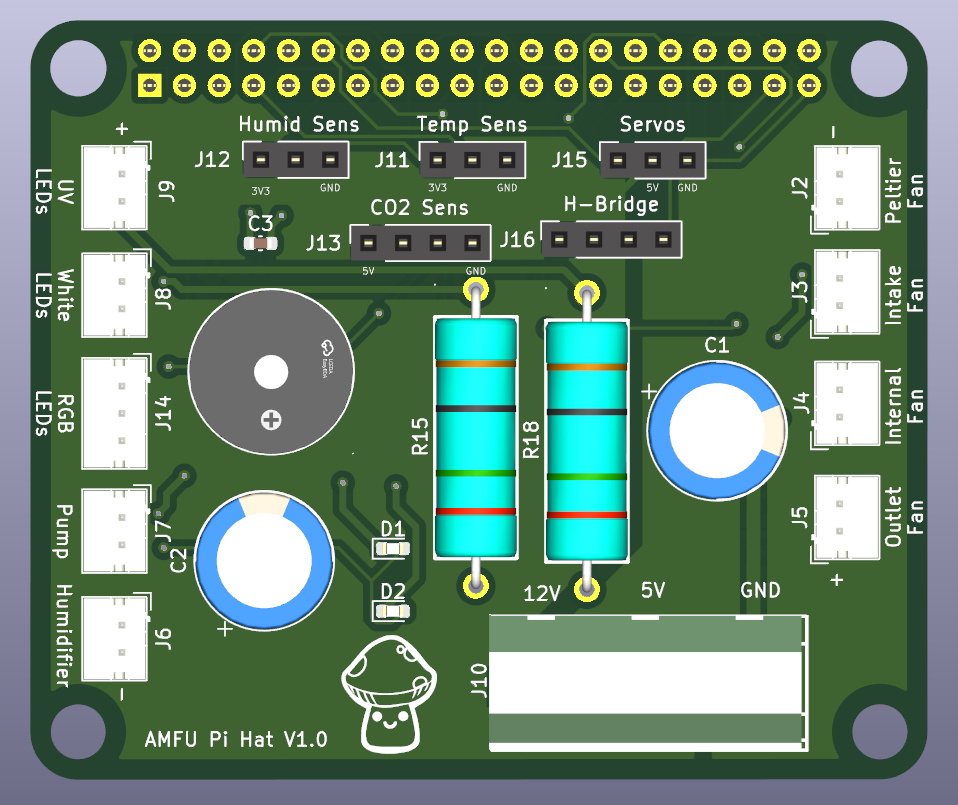 Humid Sens
Temp Sens
Servos
J12
J11
J15
3V3
GND
3V3
GND
5V
GND
CO2 Sens
H-Bridge
C3
J13
J16
5V
GND
+
UV
LEDs
J9
White
LEDs
J8
RGB
LEDs
J14
Pump
J7
Humidifier
J6
-
-
J2
Peltier
Fan
J3
Intake
Fan
J4
Internal
Fan
J5
Outlet
Fan
+
C1
+
R15
R18
C2
+
D1
D2
12V
5V
GND
J10
AMFU Pi Hat V1.0